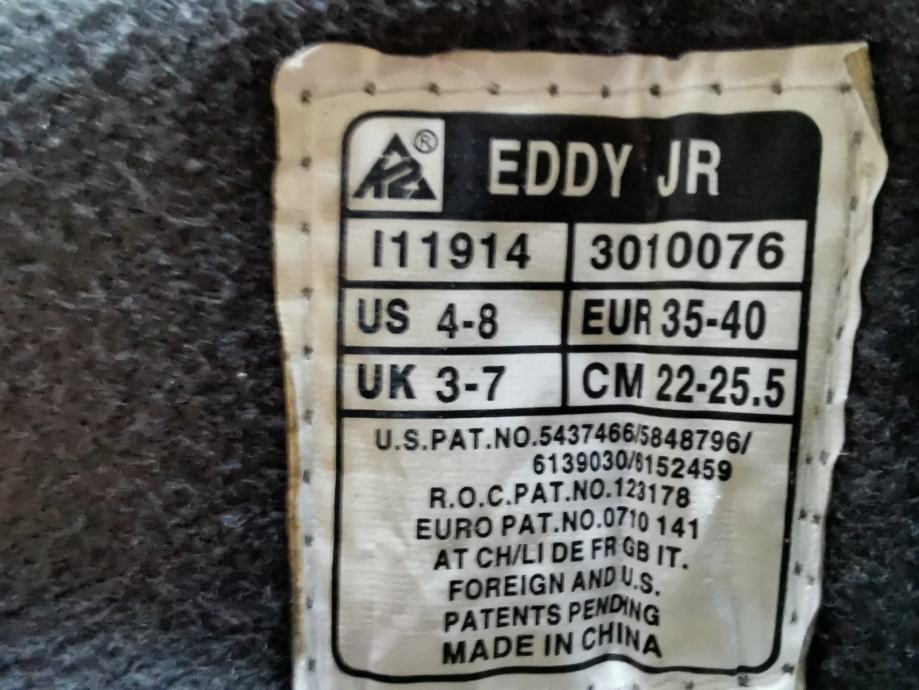 K2® EDDY JR
I11914 3010076
US 4-8 EUR 35-40
UK 3-7 CM 22-25.5
U.S.PAT.NO.5437466/5848796/
6139030/6152459
R.O.C.PAT.NO.123178
EURO PAT.NO.0710 141
AT CH/LI DE FR GB IT.
FOREIGN AND U.S.
PATENTS PENDING
MADE IN CHINA